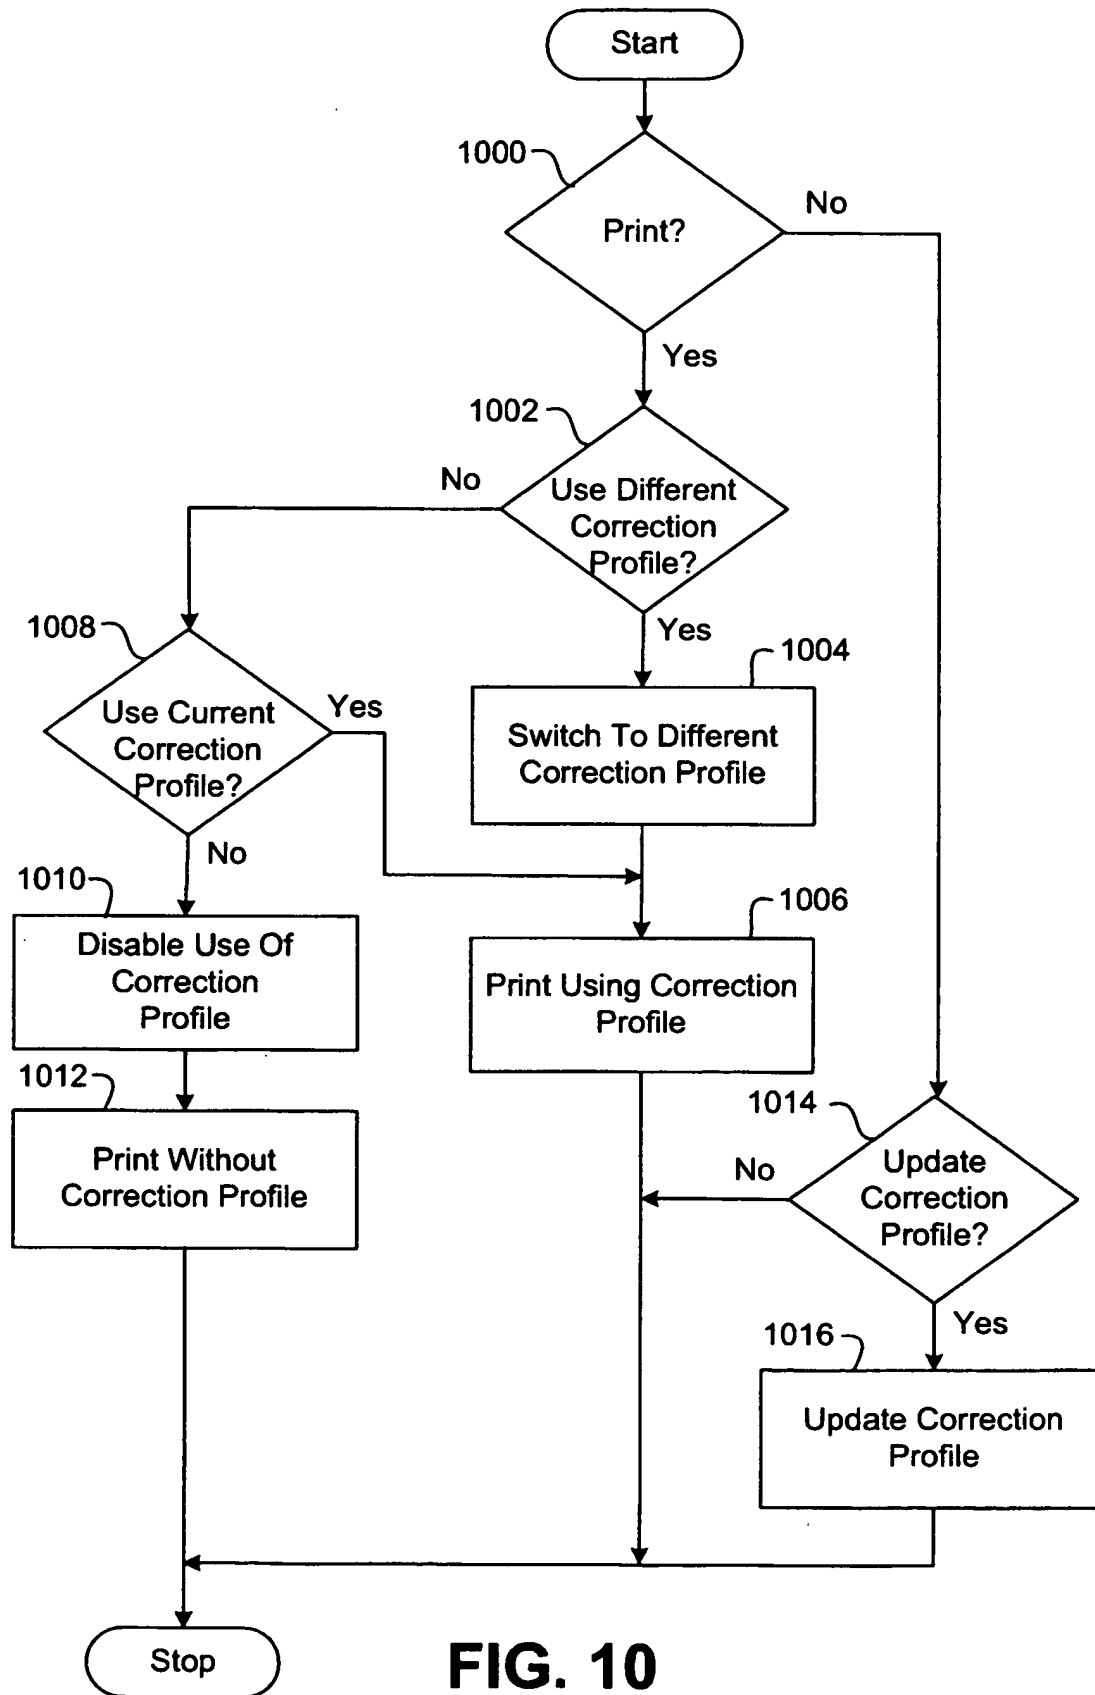 Start
1000
Print?
No
Yes
1002
No
Use Different
Correction
Profile?
Yes
1008
Use Current
Correction
Profile?
Yes
1004
Switch To Different
Correction Profile
No
1010
Disable Use Of
Correction
Profile
1006
Print Using Correction
Profile
1012
Print Without
Correction Profile
1014
No
Update
Correction
Profile?
Yes
1016
Update Correction
Profile
Stop
FIG. 10